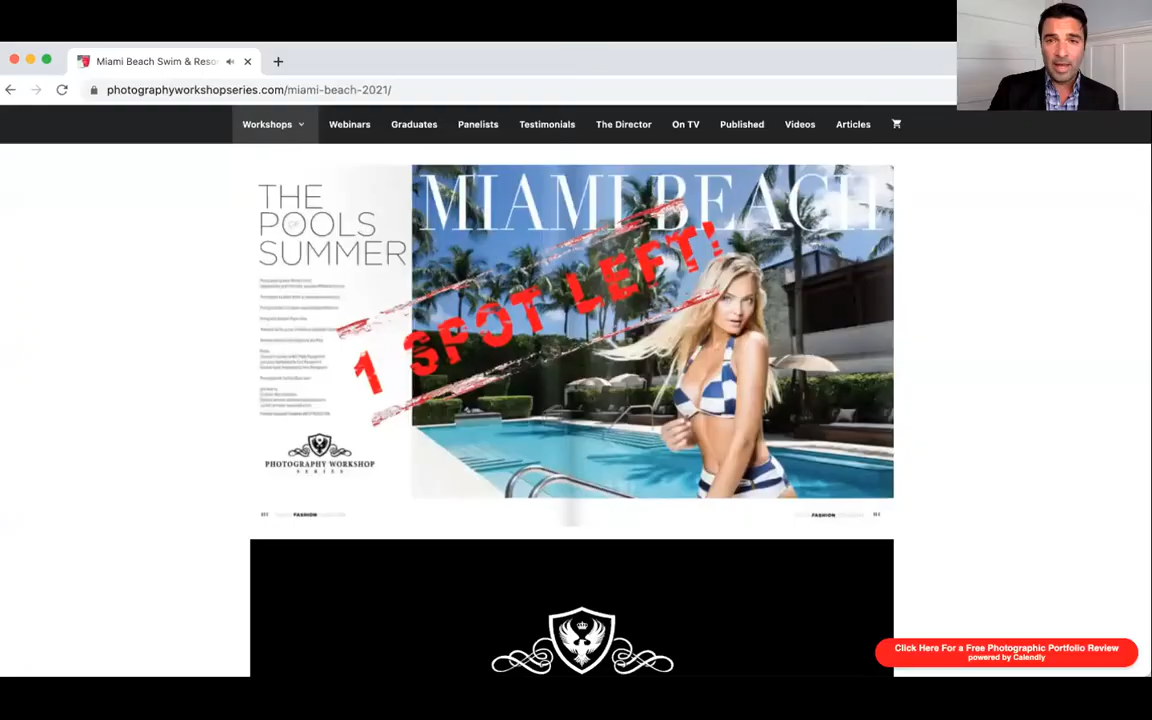 Miami Beach Swim & Reso
photographyworkshopseries.com/miami-beach-2021/
Workshops
Webinars
Graduates
Panelists
Testimonials
The Director
On TV
Published
Videos
Articles
THE
POOLS
OF
SUMMER
MIAMI BEACH
1 SPOT LEFT!
PHOTOGRAPHY WORKSHOP
SERIES
FASHION
FASHION
Click Here For a Free Photographic Portfolio Review
powered by Calendly